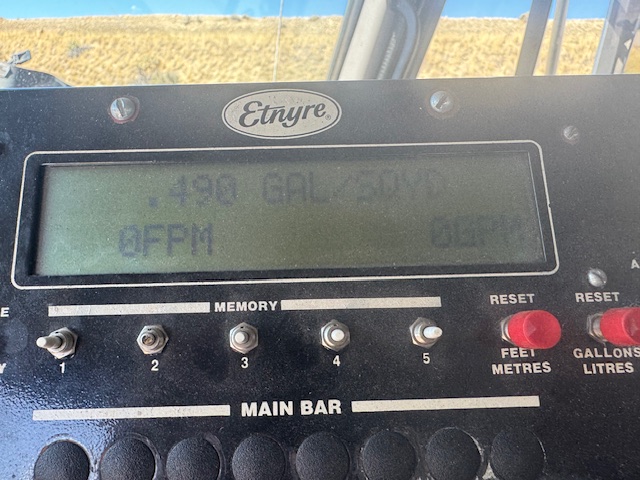 Etnyre®
.490 GAL/SQYD
0FPM 0GPM
MEMORY
1 2 3 4 5
RESET
FEET
METRES
RESET
GALLONS
LITRES
MAIN BAR